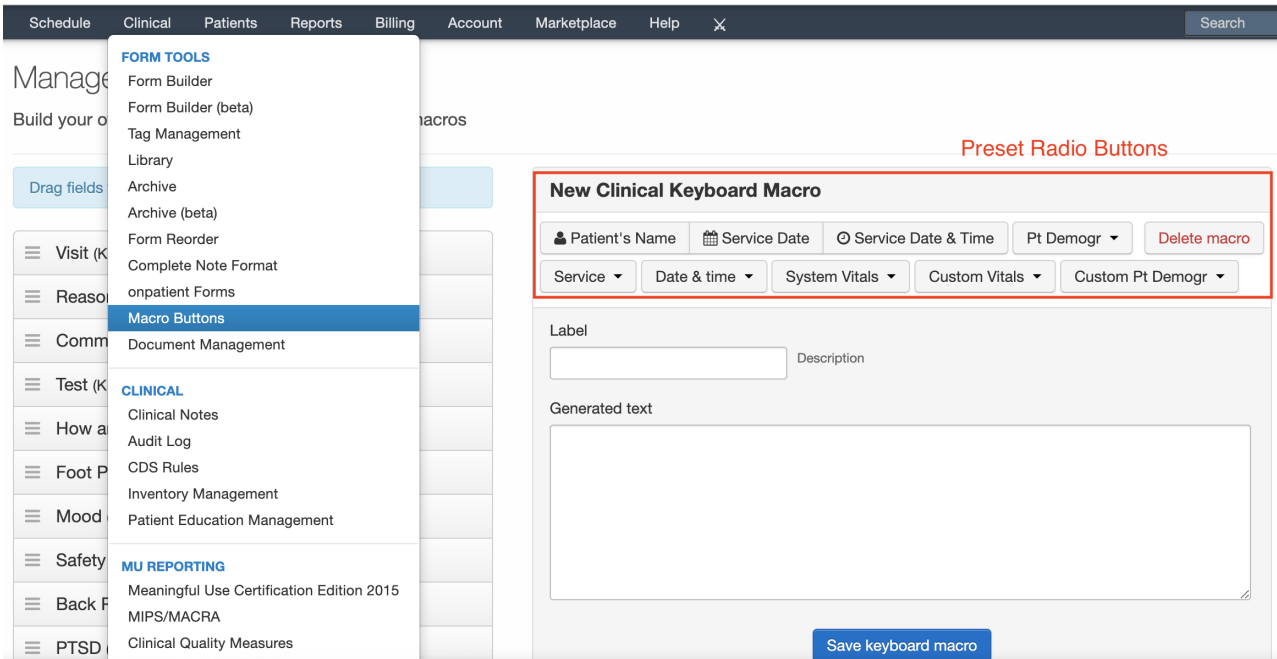 Schedule Clinical Patients Reports Billing Account Marketplace Help Search
FORM TOOLS
Form Builder
Form Builder (beta)
Tag Management
Library
Archive
Archive (beta)
Form Reorder
Complete Note Format
onpatient Forms
Macro Buttons
Document Management
CLINICAL
Clinical Notes
Audit Log
CDS Rules
Inventory Management
Patient Education Management
MU REPORTING
Meaningful Use Certification Edition 2015
MIPS/MACRA
Clinical Quality Measures
Build your
Drag fields
Visit
Test
How
Foot
Mood
Safety
Back
PTSD
Preset Radio Buttons
New Clinical Keyboard Macro
Patient's Name Service Date Service Date & Time Pt Demogr Delete macro
Service Date & time System Vitals Custom Vitals Custom Pt Demogr
Label
Description
Generated text
Save keyboard macro